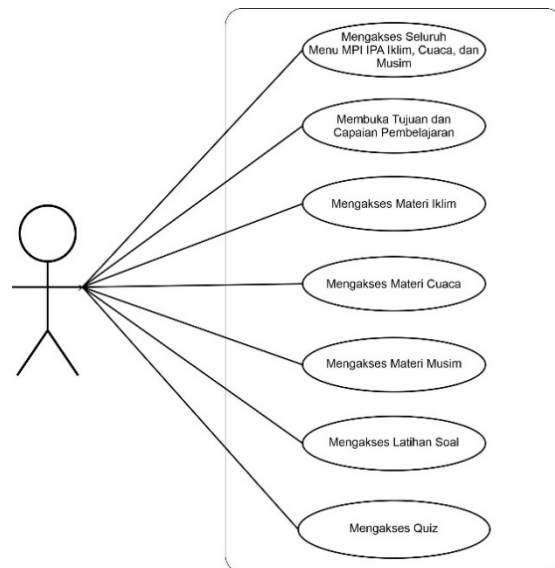 Mengakses Seluruh
Menu MPI IPA Iklim, Cuaca, dan
Musim
Membuka Tujuan dan
Capaian Pembelajaran
Mengakses Materi Iklim
Mengakses Materi Cuaca
Mengakses Materi Musim
Mengakses Latihan Soal
Mengakses Quiz